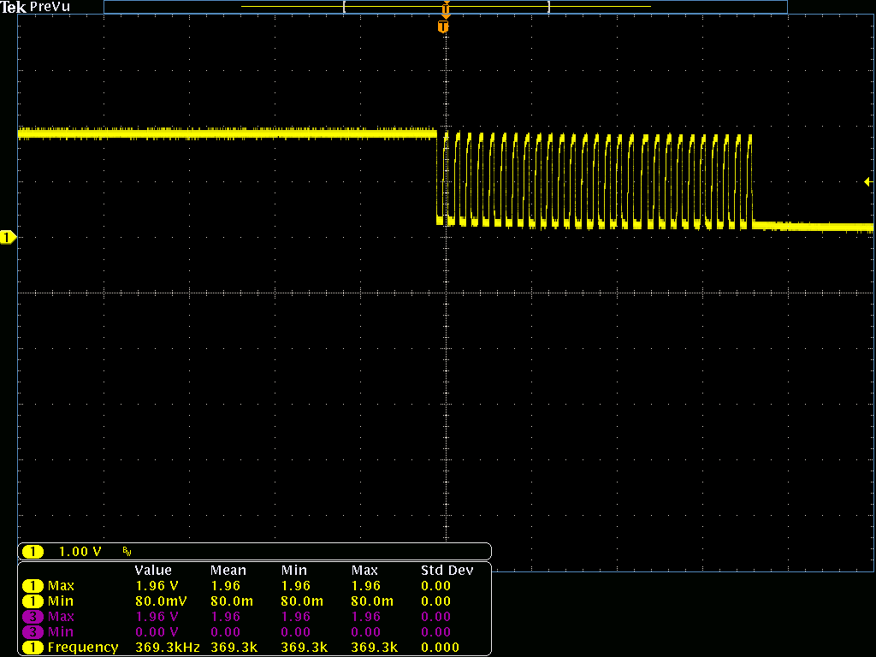 Tek PreVu
T
T
1
1 1.00 V BW
Value Mean Min Max Std Dev
1 Max 1.96 V 1.96 1.96 1.96 0.00
1 Min 80.0mV 80.0m 80.0m 80.0m 0.00
3 Max 1.96 V 1.96 1.96 1.96 0.00
3 Min 0.00 V 0.00 0.00 0.00 0.00
1 Frequency 369.3kHz 369.3k 369.3k 369.3k 0.000